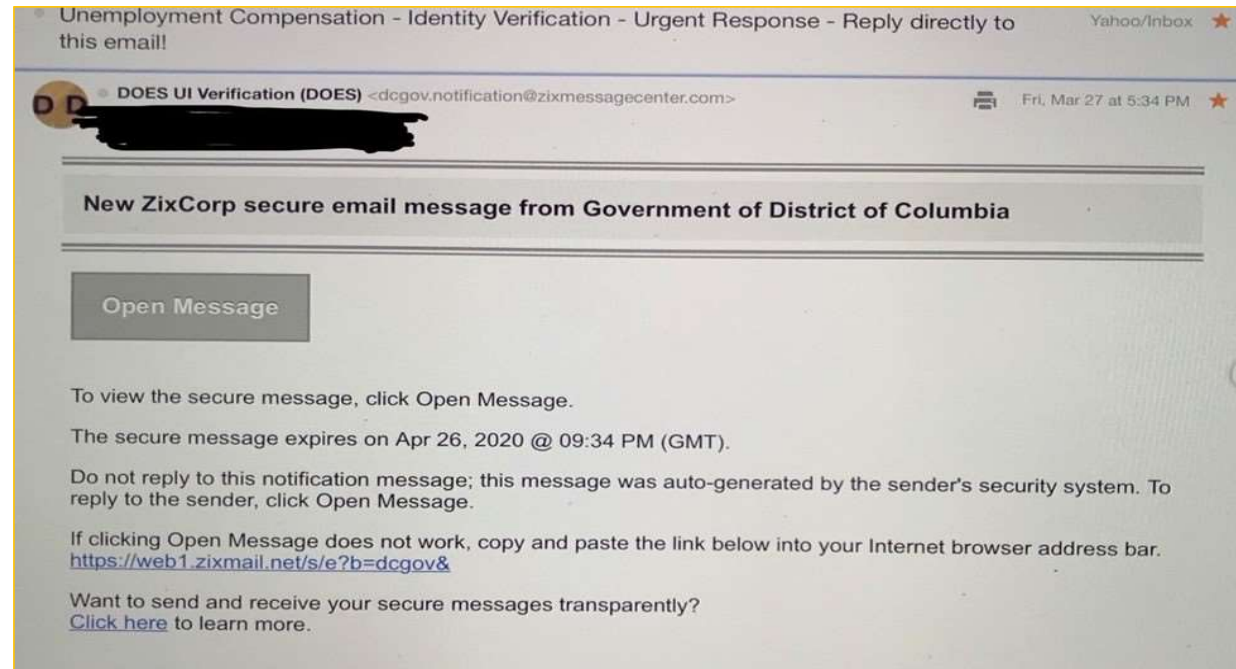 Unemployment Compensation - Identity Verification - Urgent Response - Reply directly to
this email!
Yahoo/Inbox
D D
DOES UI Verification (DOES) <dcgov.notification@zixmessagecenter.com>
Fri, Mar 27 at 5:34 PM
New ZixCorp secure email message from Government of District of Columbia
Open Message
To view the secure message, click Open Message.
The secure message expires on Apr 26, 2020 @ 09:34 PM (GMT).
Do not reply to this notification message; this message was auto-generated by the sender's security system. To
reply to the sender, click Open Message.
If clicking Open Message does not work, copy and paste the link below into your Internet browser address bar.
https://web1.zixmail.net/s/e?b=dcgov&
Want to send and receive your secure messages transparently?
Click here to learn more.